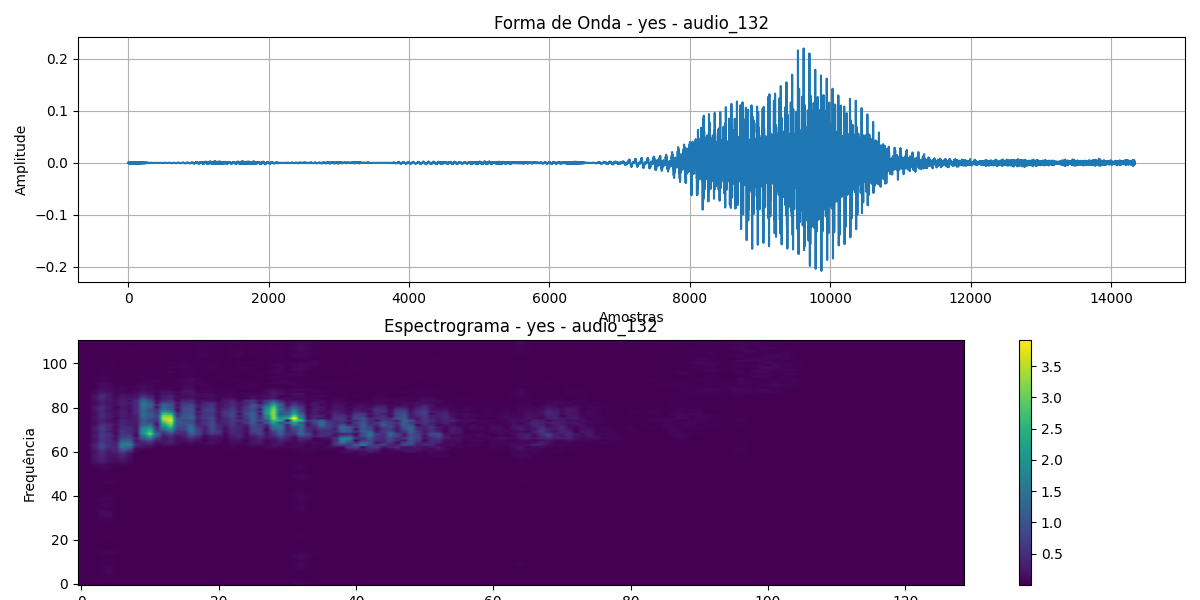 Forma de Onda - yes - audio_132
0.2
0.1
0.0
−0.1
−0.2
Amplitude
0 2000 4000 6000 8000 10000 12000 14000
Amostras
Espectrograma - yes - audio_132
100
80
60
40
20
0
Frequência
0 20 40 60 80 100 120
3.5
3.0
2.5
2.0
1.5
1.0
0.5